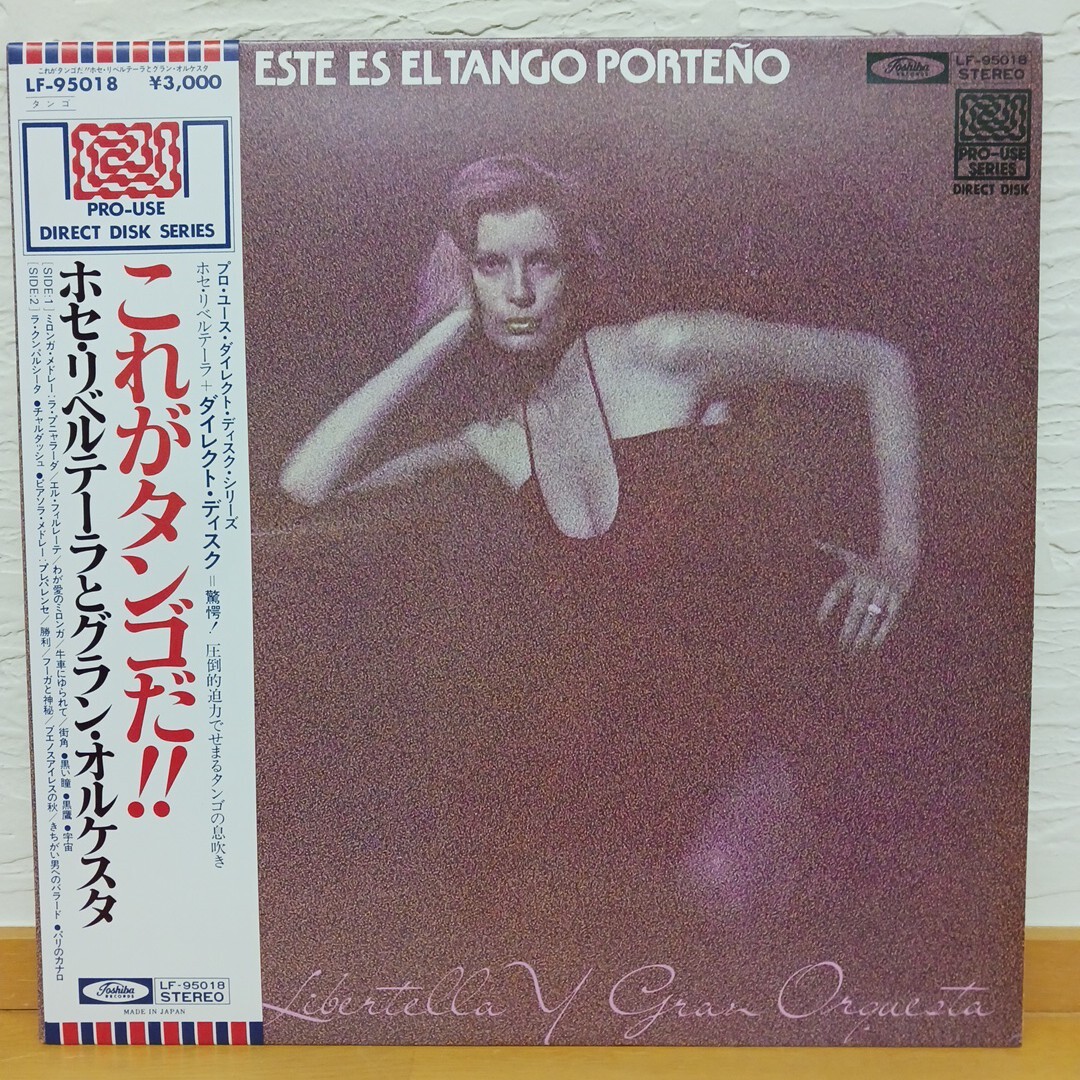 これがタンゴだ!!ホセ・リベルテーラとグラン・オルケスタ
LF-95018 ¥3,000
タンゴ
PRO-USE
DIRECT DISK SERIES
プロ・ユース・ダイレクト・ディスク・シリーズ
ホセ・リベルテーラ+ダイレクト・ディスク=驚愕!圧倒的迫力でせまるタンゴの息吹き
これがタンゴだ!!
ホセ・リベルテーラとグラン・オルケスタ
[SIDE:1]ミロンガ・メドレー:ラ・プニャラーダ/エル・フィルレーテ/わが愛のミロンガ/牛車にゆられて/街角●黒い瞳●黒鷹●宇宙
[SIDE:2]ラ・クンパルシータ●チャルダッシュ●ピアソラ・メドレー:プレパレンセ/勝利/フーガと神秘/ブエノスアイレスの秋/きちがい男へのバラード●パリのカナロ
Toshiba
RECORDS
LF-95018
STEREO
MADE IN JAPAN
ESTE ES EL TANGO PORTEÑO
Toshiba
RECORDS
LF-95018
STEREO
PRO-USE
SERIES
DIRECT DISK
Libertella Y Gran Orquesta